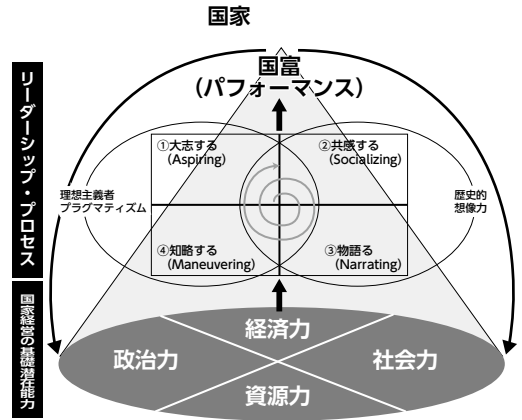 国家
国富
(パフォーマンス)
リーダーシップ・プロセス
①大志する
(Aspiring)
②共感する
(Socializing)
理想主義者
プラグマティズム
歴史的
想像力
④知略する
(Maneuvering)
③物語る
(Narrating)
国家経営の基礎潜在能力
経済力
政治力
社会力
資源力